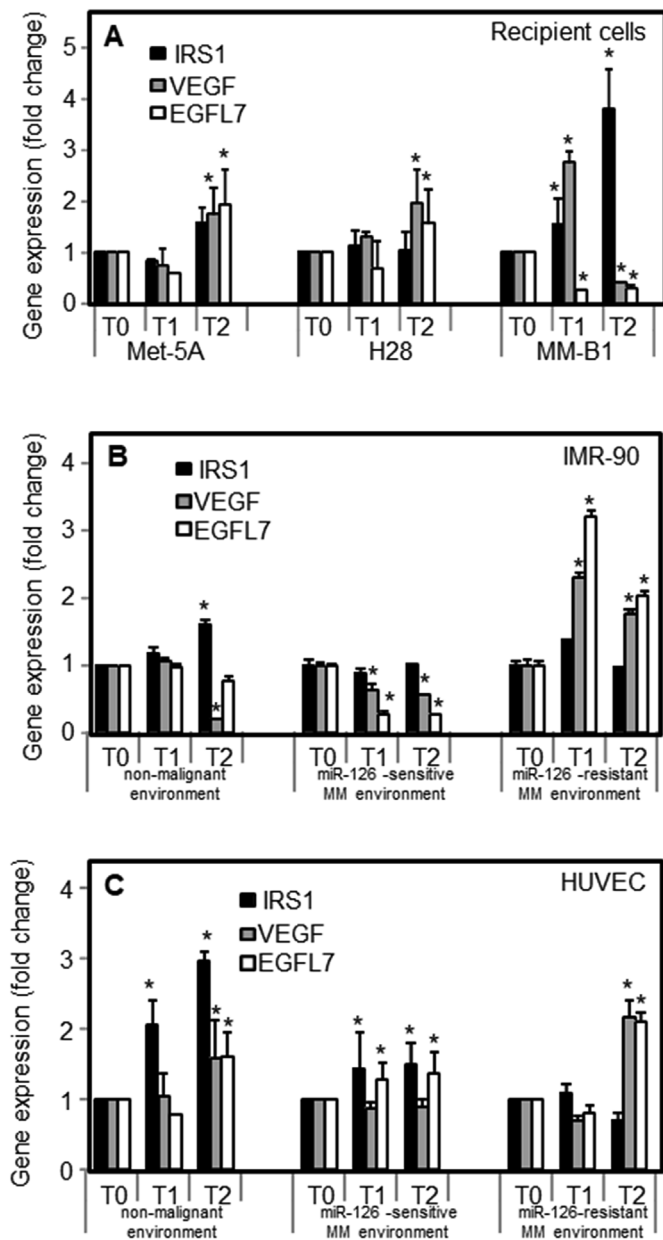 A
Recipient cells
IRS1
VEGF
EGFL7
Gene expression (fold change)
5
4
3
2
1
0
* * * * * * * * * *
T0 T1 T2 T0 T1 T2 T0 T1 T2
Met-5A H28 MM-B1
B
IMR-90
IRS1
VEGF
EGFL7
Gene expression (fold change)
4
3
2
1
0
* * * * * * * * * *
T0 T1 T2 T0 T1 T2 T0 T1 T2
non-malignant miR-126 -sensitive miR-126 -resistant
environment MM environment MM environment
C
HUVEC
IRS1
VEGF
EGFL7
Gene expression (fold change)
4
3
2
1
0
* * * * * * * * * *
T0 T1 T2 T0 T1 T2 T0 T1 T2
non-malignant miR-126 -sensitive miR-126-resistant
environment MM environment MM environment